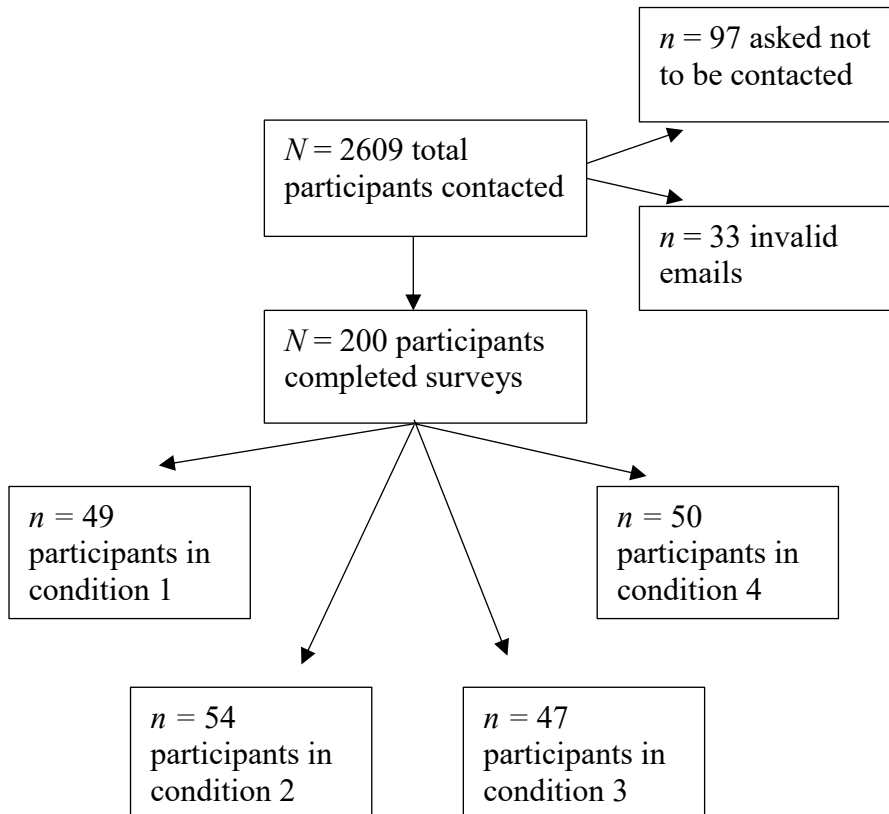 n = 97 asked not
to be contacted
N = 2609 total
participants contacted
n = 33 invalid
emails
N = 200 participants
completed surveys
n = 49
participants in
condition 1
n = 50
participants in
condition 4
n = 54
participants in
condition 2
n = 47
participants in
condition 3